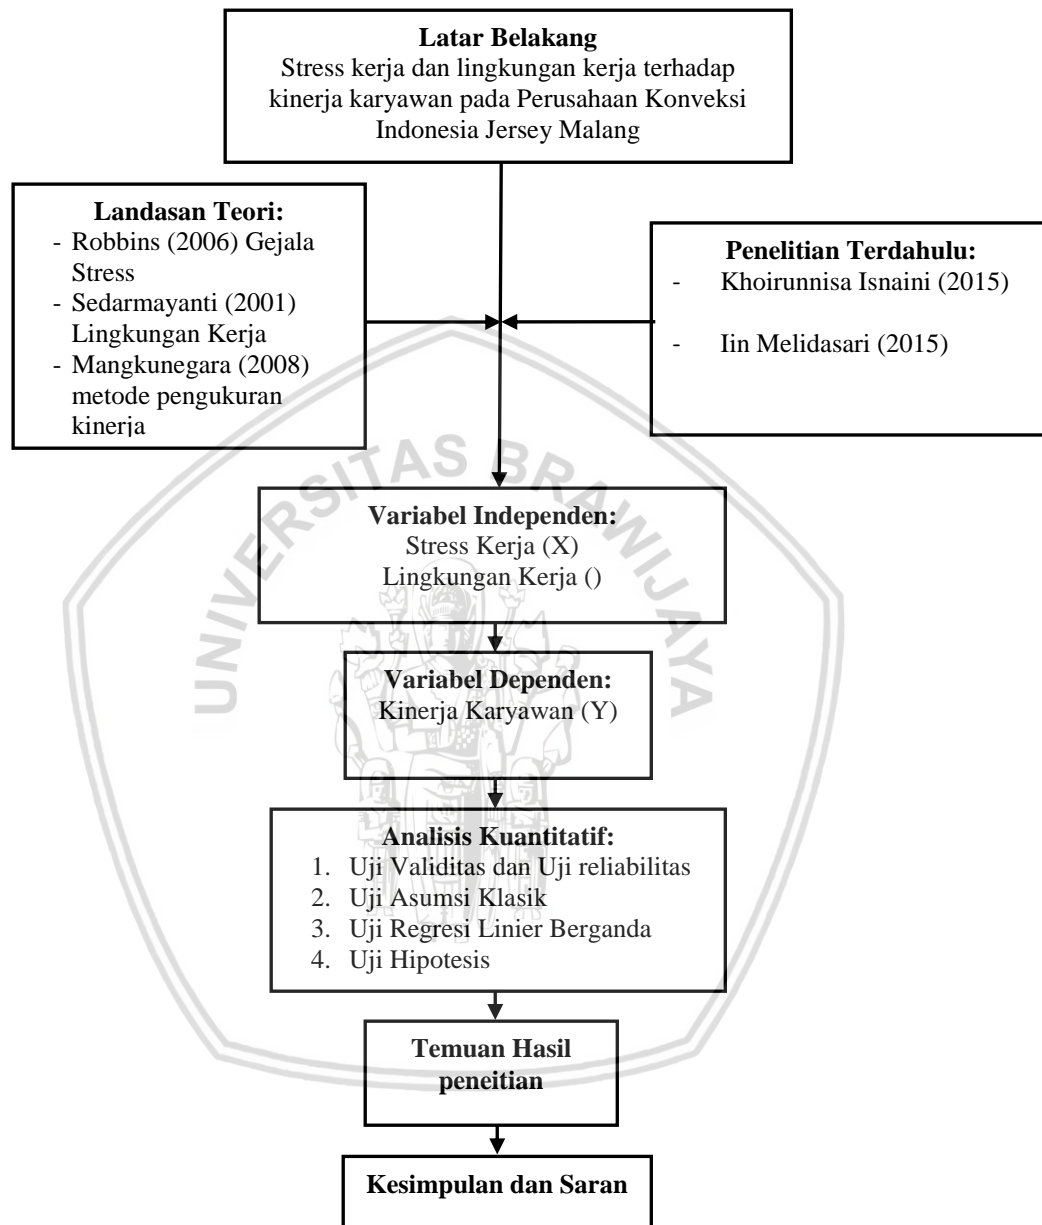 Latar Belakang
Stress kerja dan lingkungan kerja terhadap
kinerja karyawan pada Perusahaan Konveksi
Indonesia Jersey Malang
Landasan Teori:
- Robbins (2006) Gejala
Stress
- Sedarmayanti (2001)
Lingkungan Kerja
- Mangkunegara (2008)
metode pengukuran
kinerja
Penelitian Terdahulu:
- Khoirunnisa Isnaini (2015)
- Iin Melidasari (2015)
UNIVERSITAS BRAWIJAYA
Variabel Independen:
Stress Kerja (X)
Lingkungan Kerja ()
Variabel Dependen:
Kinerja Karyawan (Y)
Analisis Kuantitatif:
1. Uji Validitas dan Uji reliabilitas
2. Uji Asumsi Klasik
3. Uji Regresi Linier Berganda
4. Uji Hipotesis
Temuan Hasil
peneitian
Kesimpulan dan Saran